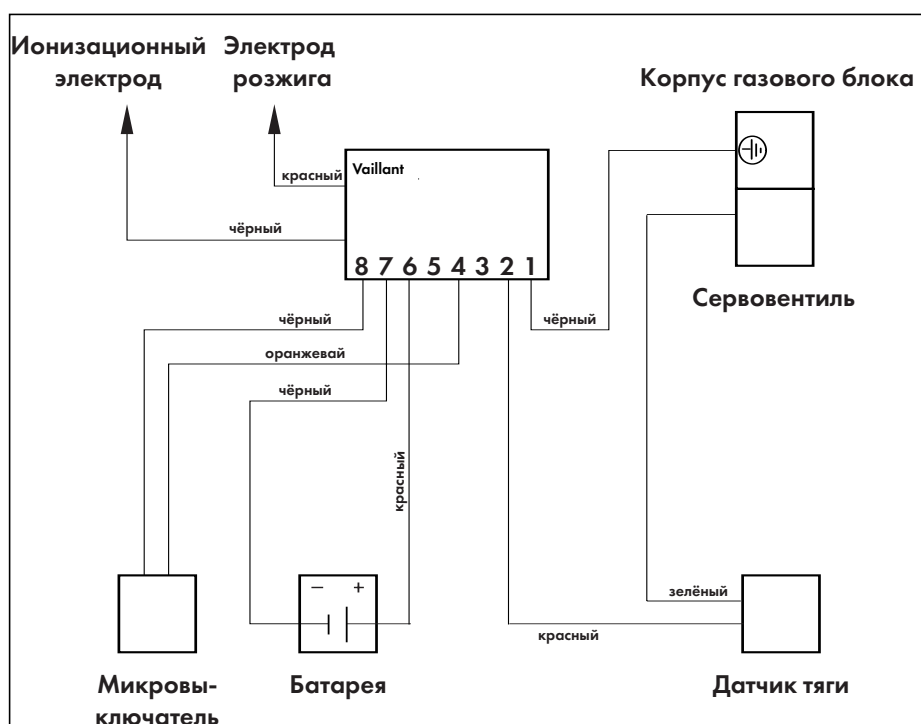 Ионизационный
электрод
Электрод
розжига
Корпус газового блока
красный
Vaillant
чёрный
8 7 6 5 4 3 2 1
Сервовентиль
чёрный
чёрный
оранжевай
чёрный
красный
− +
зелёный
красный
Микровы-
ключатель
Батарея
Датчик тяги